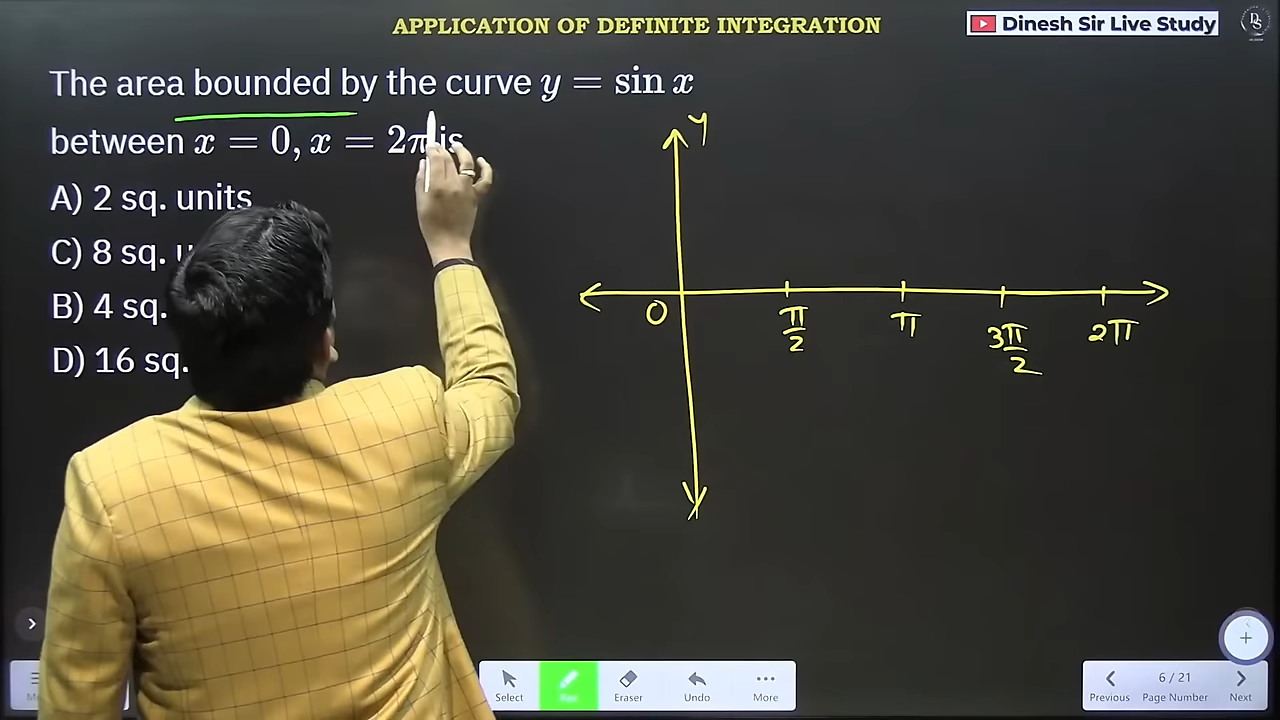 APPLICATION OF DEFINITE INTEGRATION
Dinesh Sir Live Study
DS
The area bounded by the curve y = sin x
between x = 0, x = 2π is
A) 2 sq. units
C) 8 sq.
B) 4 sq.
D) 16 sq.
Y
O
π/2
π
3π/2
2π
Select
Eraser
Undo
More
Previous
6 / 21
Page Number
Next